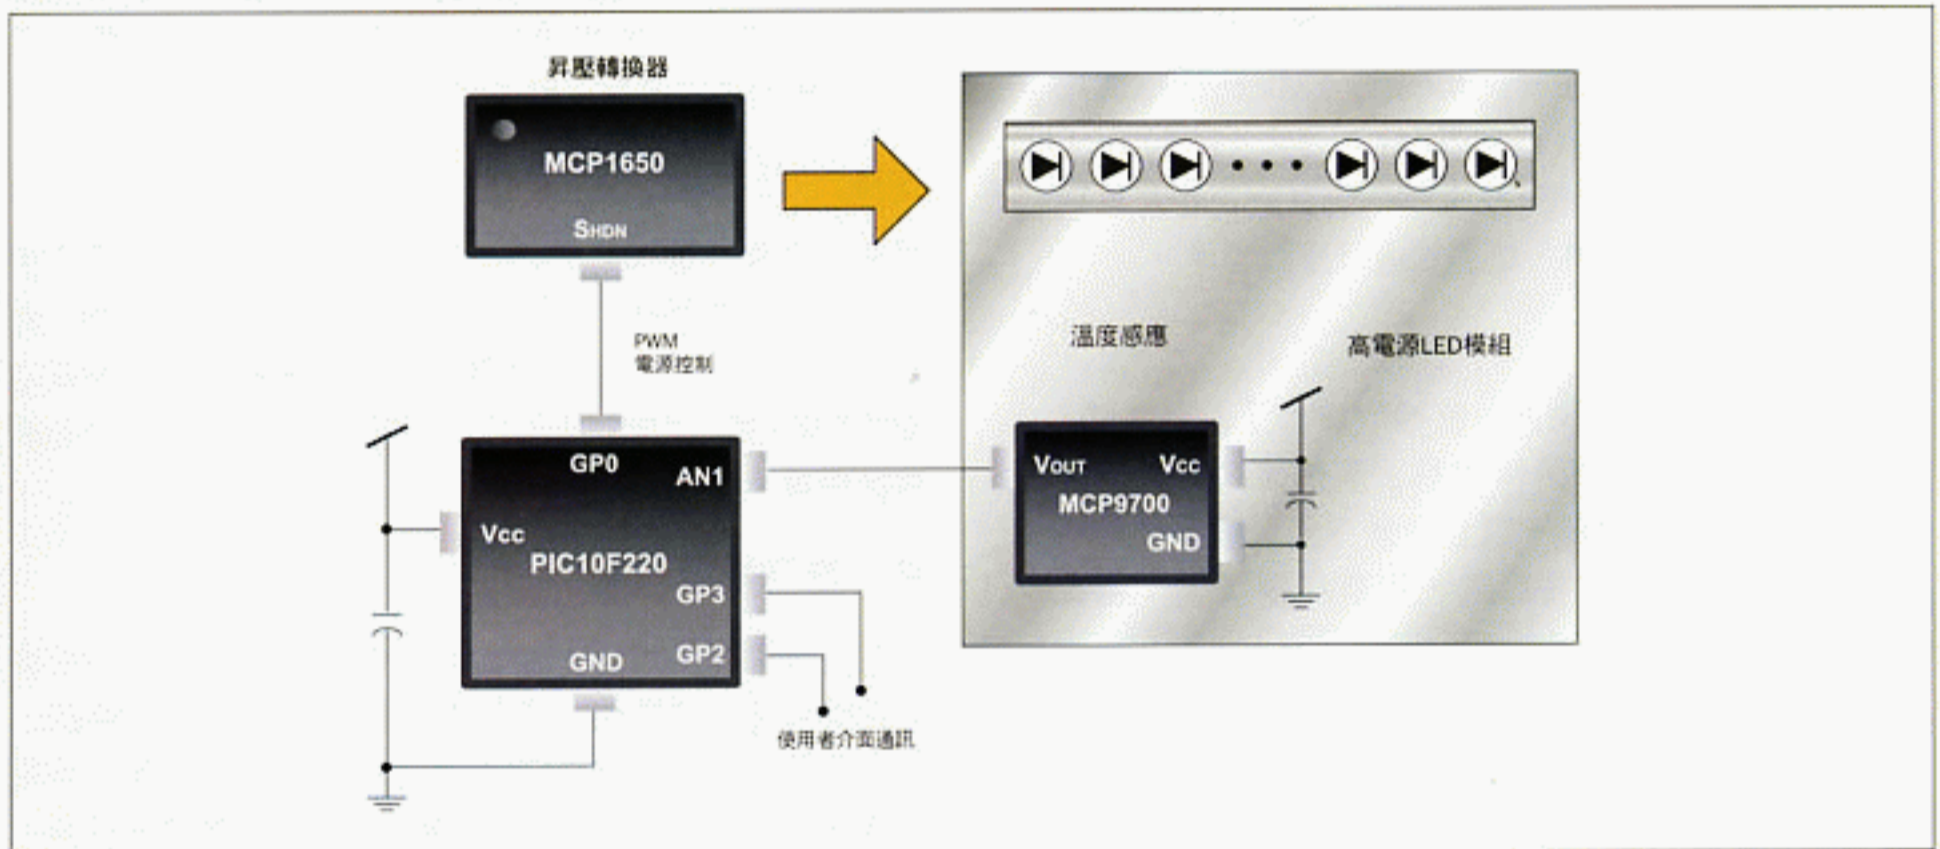 昇壓轉換器
MCP1650
SHDN
PWM
電源控制
溫度感應
高電源LED模組
GP0
AN1
Vcc
PIC10F220
GP3
GP2
GND
VOUT
Vcc
MCP9700
GND
使用者介面通訊